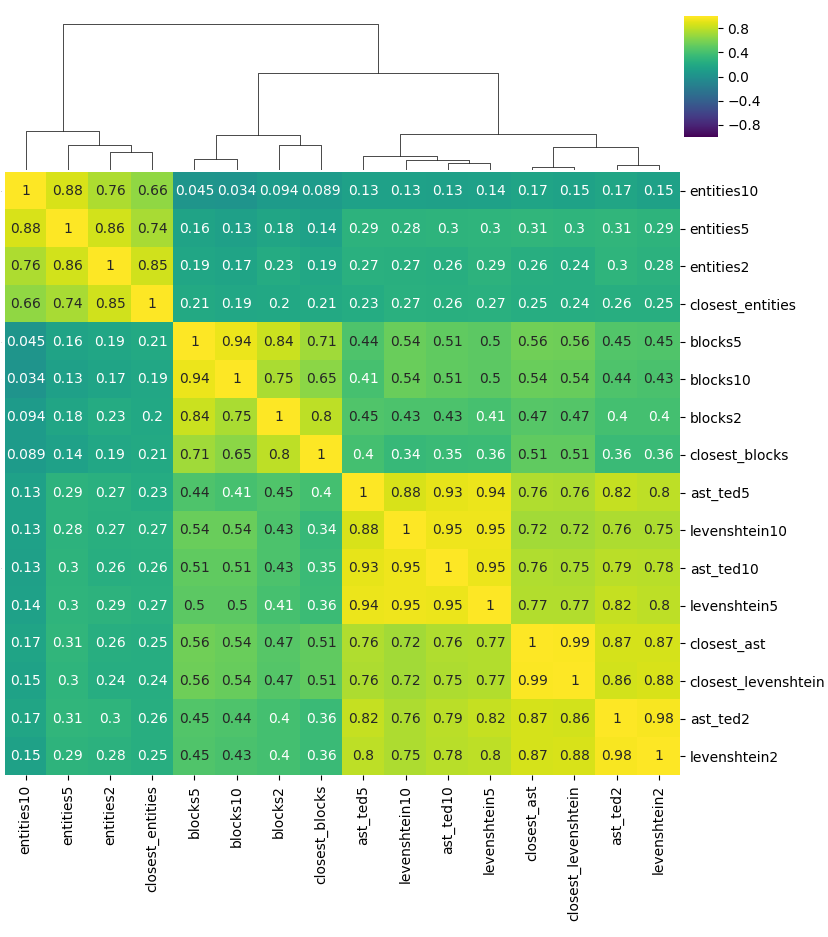 0.8
0.4
0.0
−0.4
−0.8
1 0.88 0.76 0.66 0.045 0.034 0.094 0.089 0.13 0.13 0.13 0.14 0.17 0.15 0.17 0.15 entities10
0.88 1 0.86 0.74 0.16 0.13 0.18 0.14 0.29 0.28 0.3 0.3 0.31 0.3 0.31 0.29 entities5
0.76 0.86 1 0.85 0.19 0.17 0.23 0.19 0.27 0.27 0.26 0.29 0.26 0.24 0.3 0.28 entities2
0.66 0.74 0.85 1 0.21 0.19 0.2 0.21 0.23 0.27 0.26 0.27 0.25 0.24 0.26 0.25 closest_entities
0.045 0.16 0.19 0.21 1 0.94 0.84 0.71 0.44 0.54 0.51 0.5 0.56 0.56 0.45 0.45 blocks5
0.034 0.13 0.17 0.19 0.94 1 0.75 0.65 0.41 0.54 0.51 0.5 0.54 0.54 0.44 0.43 blocks10
0.094 0.18 0.23 0.2 0.84 0.75 1 0.8 0.45 0.43 0.43 0.41 0.47 0.47 0.4 0.4 blocks2
0.089 0.14 0.19 0.21 0.71 0.65 0.8 1 0.4 0.34 0.35 0.36 0.51 0.51 0.36 0.36 closest_blocks
0.13 0.29 0.27 0.23 0.44 0.41 0.45 0.4 1 0.88 0.93 0.94 0.76 0.76 0.82 0.8 ast_ted5
0.13 0.28 0.27 0.27 0.54 0.54 0.43 0.34 0.88 1 0.95 0.95 0.72 0.72 0.76 0.75 levenshtein10
0.13 0.3 0.26 0.26 0.51 0.51 0.43 0.35 0.93 0.95 1 0.95 0.76 0.75 0.79 0.78 ast_ted10
0.14 0.3 0.29 0.27 0.5 0.5 0.41 0.36 0.94 0.95 0.95 1 0.77 0.77 0.82 0.8 levenshtein5
0.17 0.31 0.26 0.25 0.56 0.54 0.47 0.51 0.76 0.72 0.76 0.77 1 0.99 0.87 0.87 closest_ast
0.15 0.3 0.24 0.24 0.56 0.54 0.47 0.51 0.76 0.72 0.75 0.77 0.99 1 0.86 0.88 closest_levenshtein
0.17 0.31 0.3 0.26 0.45 0.44 0.4 0.36 0.82 0.76 0.79 0.82 0.87 0.86 1 0.98 ast_ted2
0.15 0.29 0.28 0.25 0.45 0.43 0.4 0.36 0.8 0.75 0.78 0.8 0.87 0.88 0.98 1 levenshtein2
entities10
entities5
entities2
closest_entities
blocks5
blocks10
blocks2
closest_blocks
ast_ted5
levenshtein10
ast_ted10
levenshtein5
closest_ast
closest_levenshtein
ast_ted2
levenshtein2